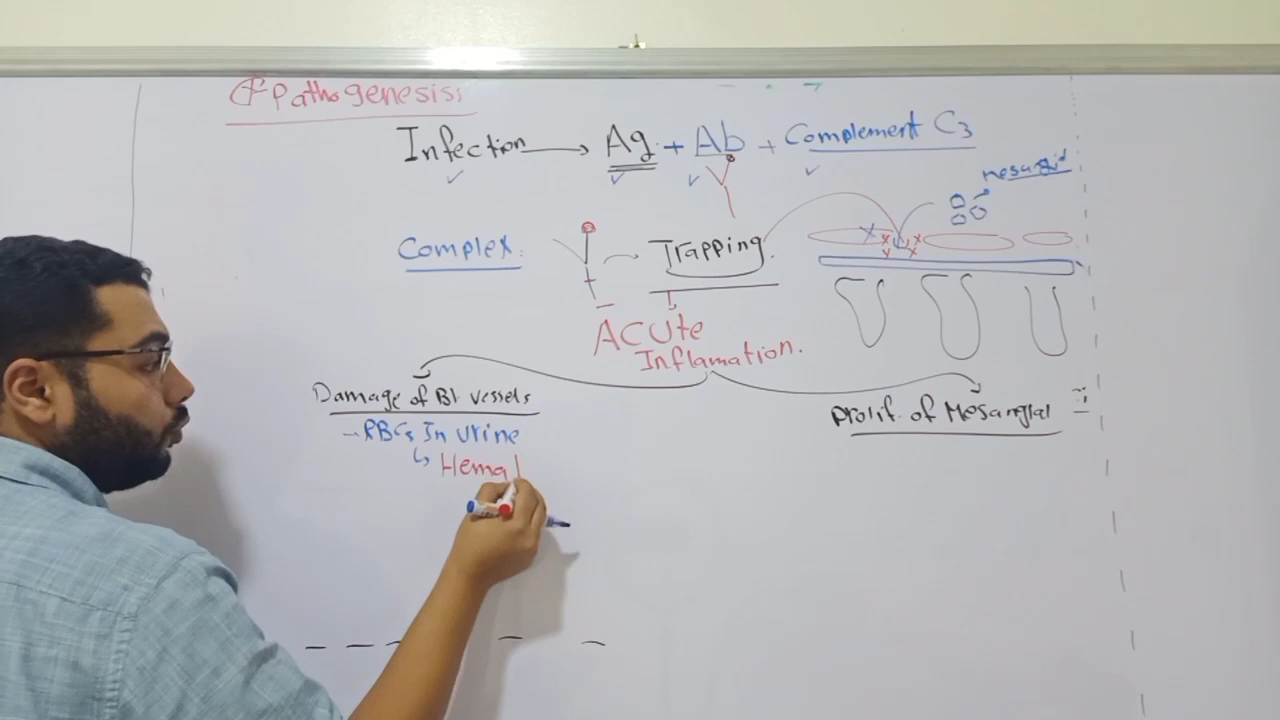 Pathogenesis
Infection → Ag + Ab + Complement C3
Mesangial
Complex
Trapping
ACUte
Inflamation.
Damage of Bl vessels
Prolif. of Mesanglal
RBCs In Urine
Hema